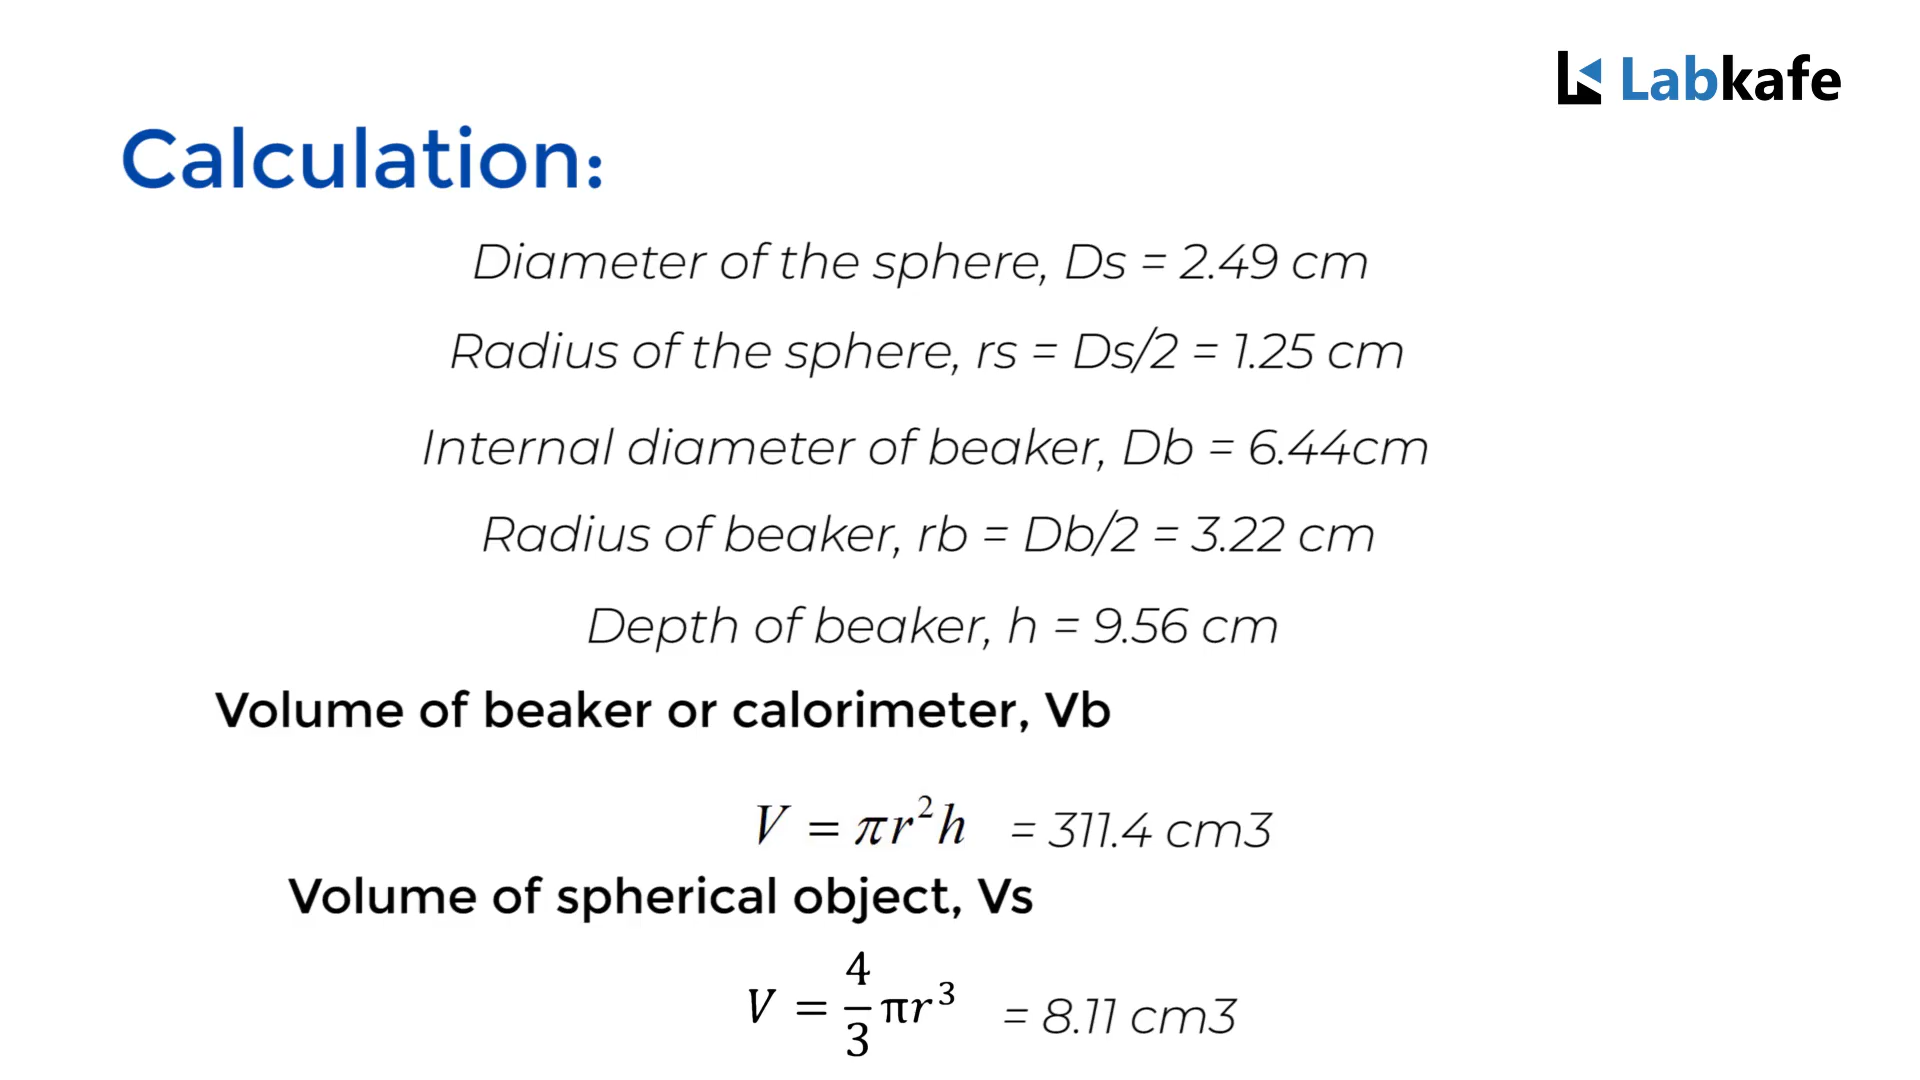 Labkafe
Calculation:
Diameter of the sphere, Ds = 2.49 cm
Radius of the sphere, rs = Ds/2 = 1.25 cm
Internal diameter of beaker, Db = 6.44cm
Radius of beaker, rb = Db/2 = 3.22 cm
Depth of beaker, h = 9.56 cm
Volume of beaker or calorimeter, Vb
V = πr²h = 311.4 cm3
Volume of spherical object, Vs
V = 4/3 πr³ = 8.11 cm3